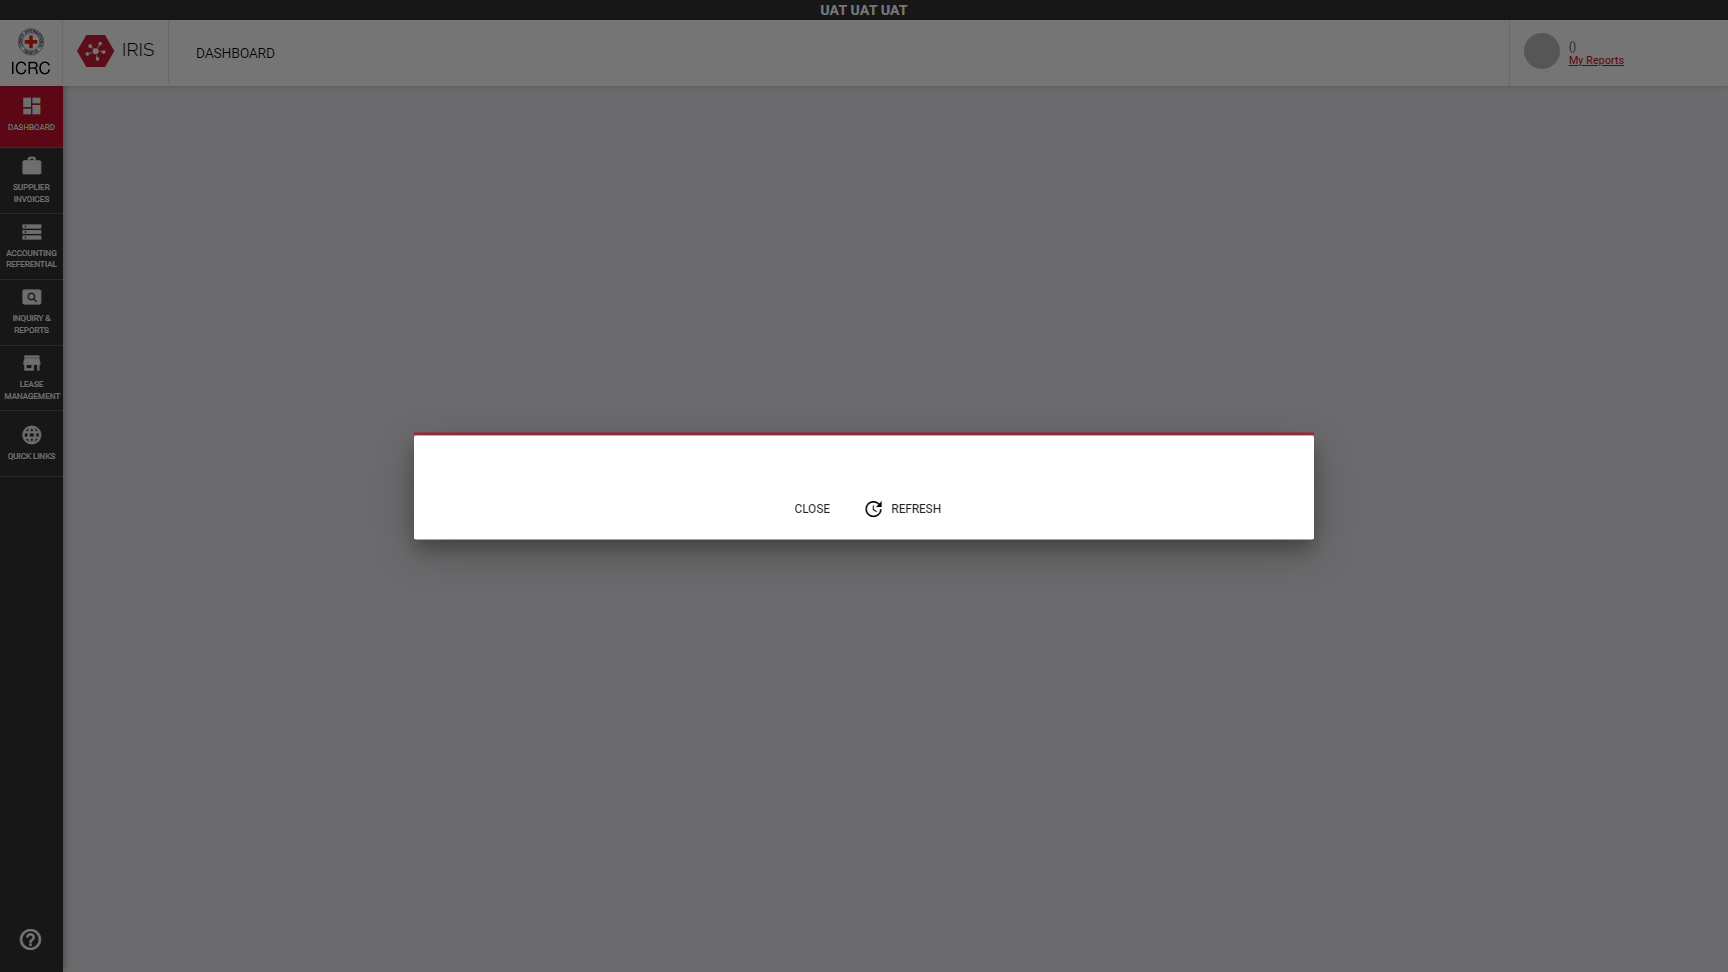 UAT UAT UAT
ICRC
IRIS
DASHBOARD
()
My Reports
DASHBOARD
SUPPLIER
INVOICES
ACCOUNTING
REFERENTIAL
INQUIRY &
REPORTS
LEASE
MANAGEMENT
QUICK LINKS
CLOSE
REFRESH